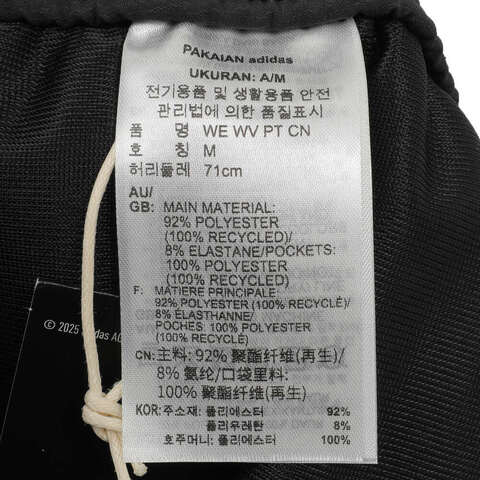 PAKAIAN adidas
UKURAN: A/M
전기용품 및 생활용품 안전
관리법에 의한 품질표시
품 명 WE WV PT CN
호 칭 M
허리둘레 71cm
AU/
GB: MAIN MATERIAL:
92% POLYESTER
(100% RECYCLED)/
8% ELASTANE/POCKETS:
100% POLYESTER
(100% RECYCLED)
F: MATIERE PRINCIPALE:
92% POLYESTER (100% RECYCLÉ)/
8% ÉLASTHANNE/
POCHES: 100% POLYESTER
(100% RECYCLÉ)
CN: 主料: 92% 聚酯纤维(再生)/
8% 氨纶/口袋里料:
100% 聚酯纤维(再生)
KOR: 주소재: 폴리에스터 92%
폴리우레탄 8%
호주머니: 폴리에스터 100%
© 2025 adidas AG